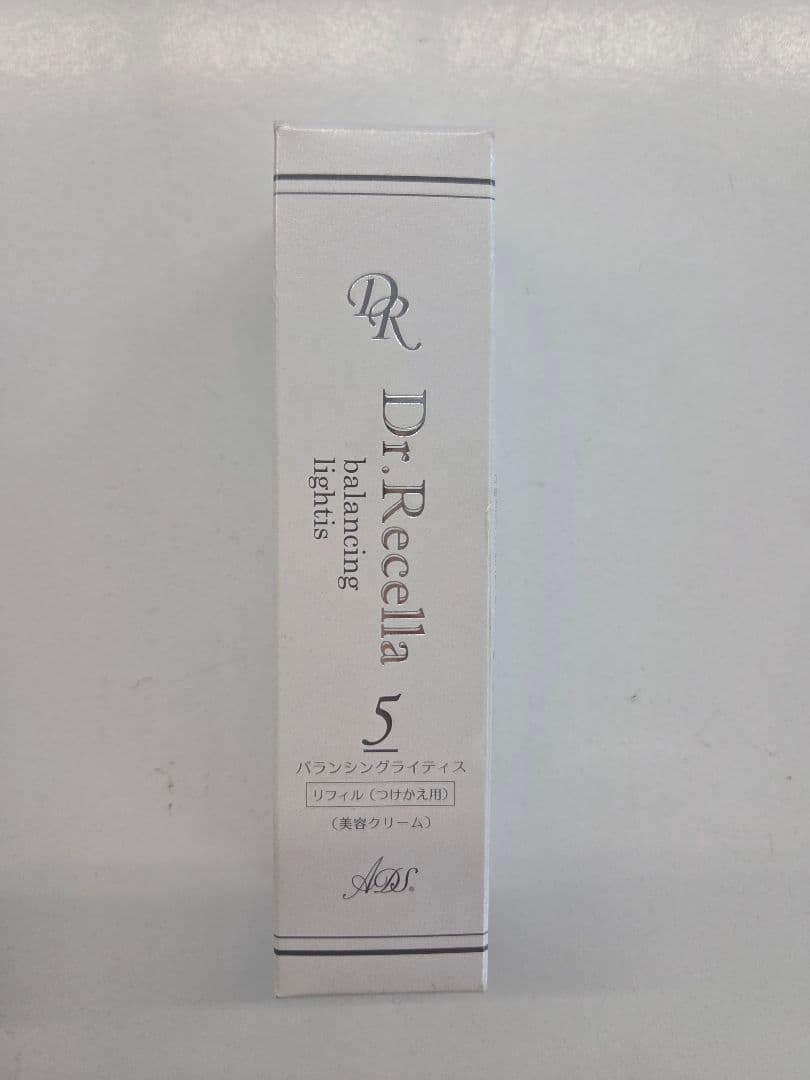 DR
Dr.Recella
balancing
lightis
5
バランシングライティス
リフィル（つけかえ用）
（美容クリーム）
ADS®